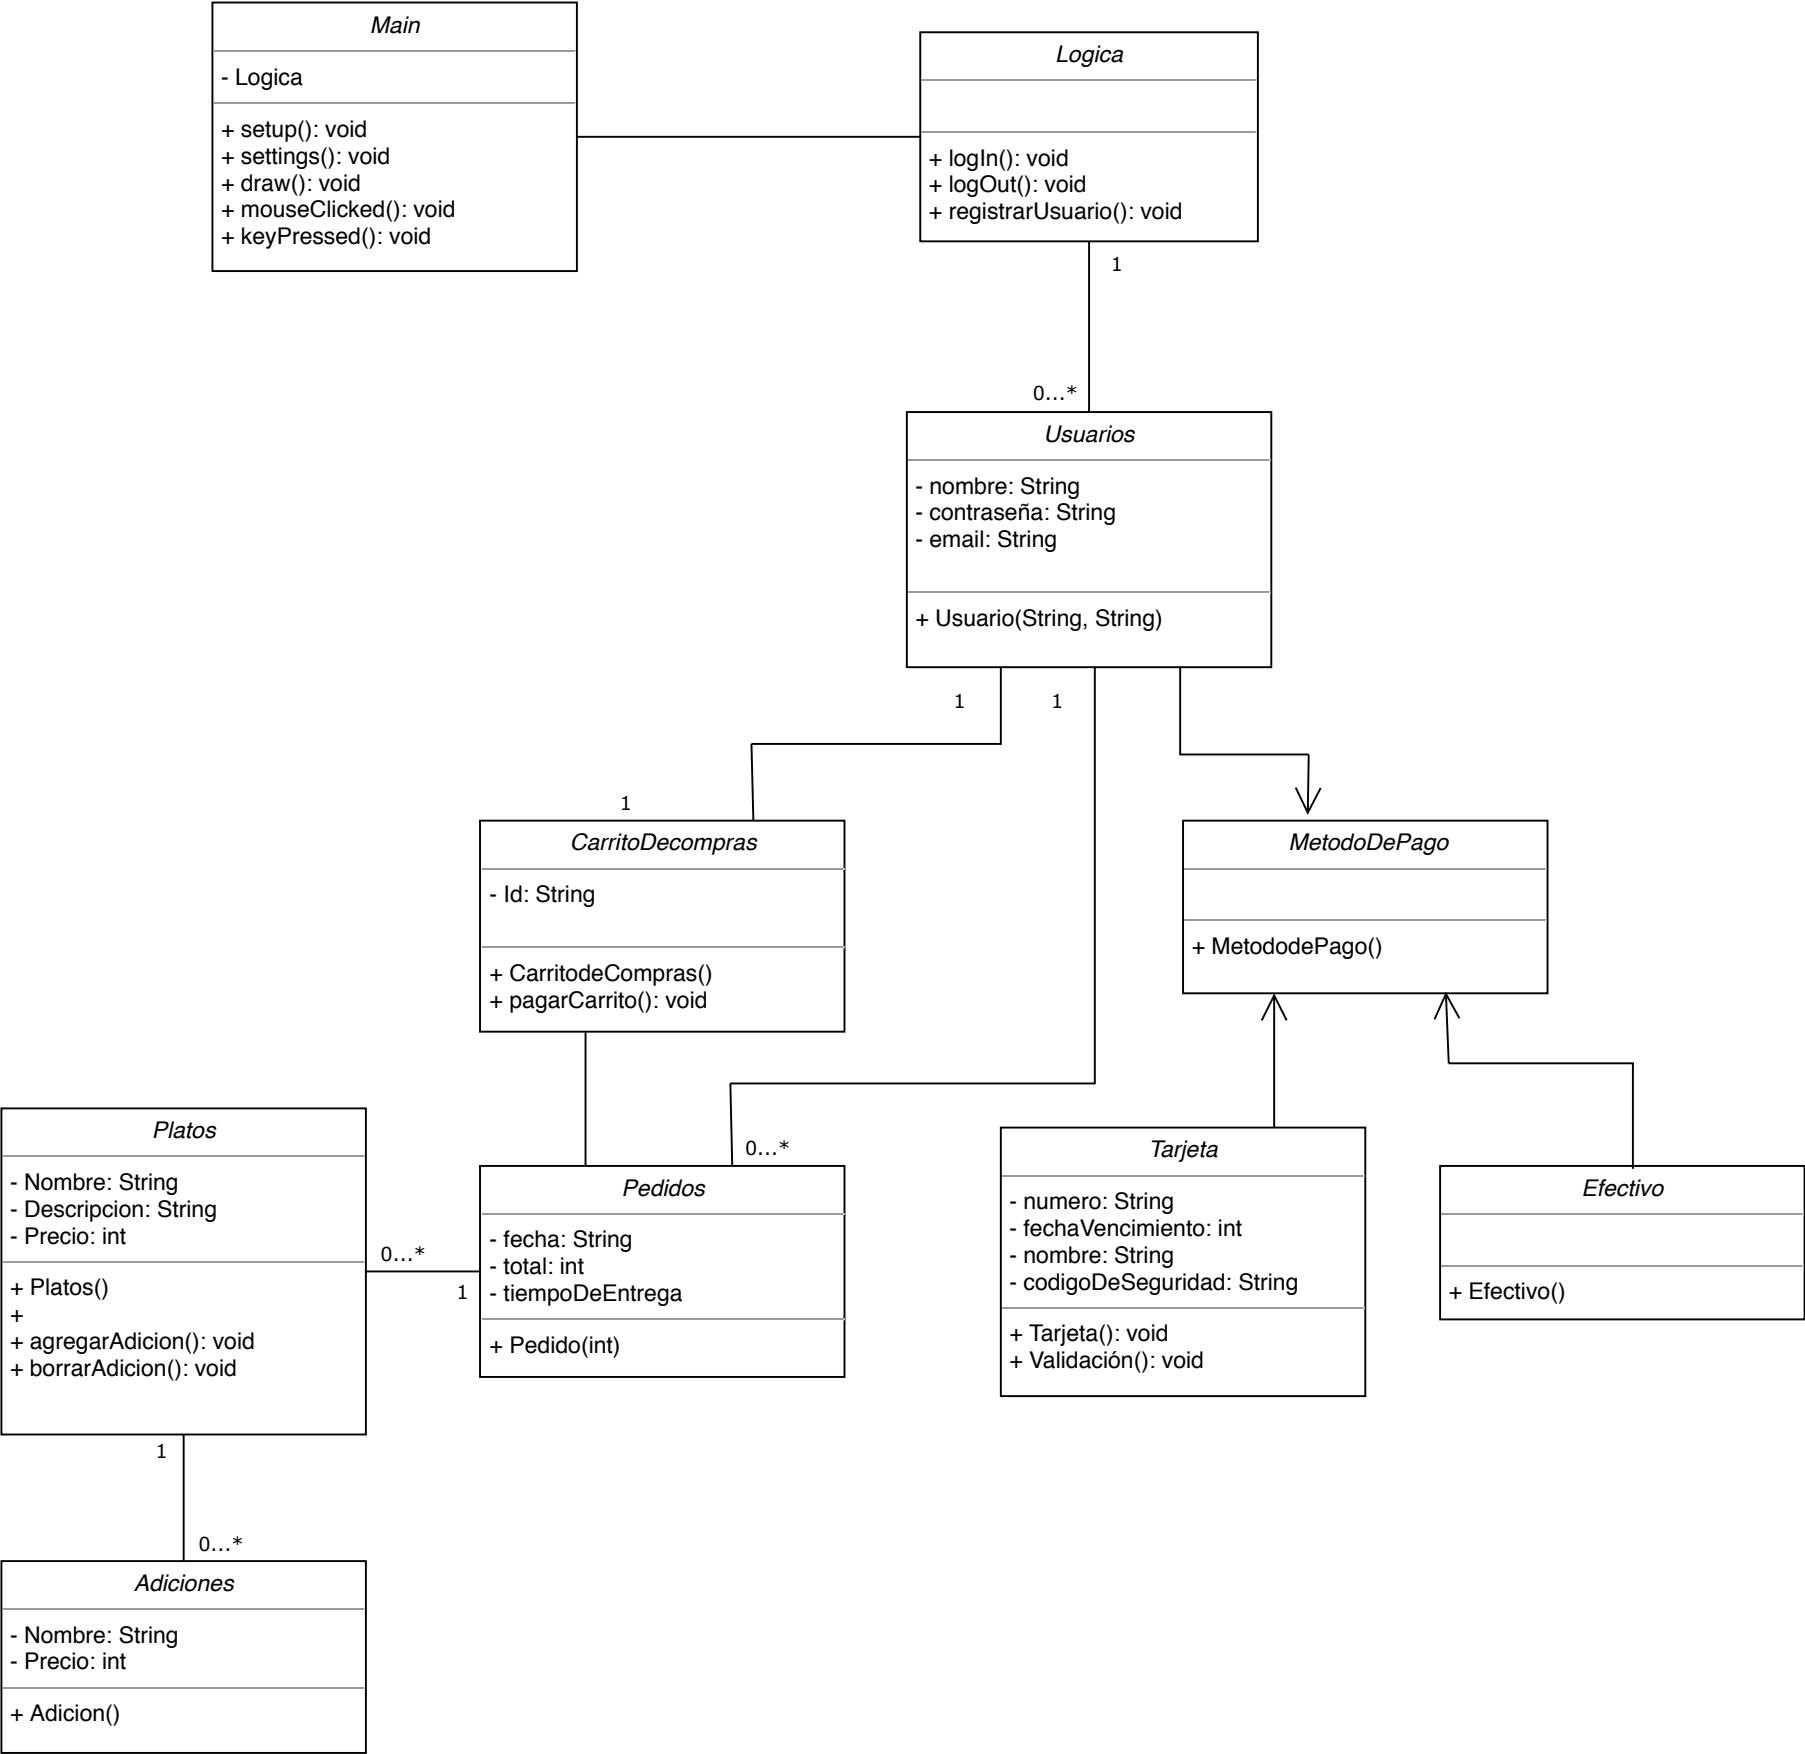 Main
- Logica
+ setup(): void
+ settings(): void
+ draw(): void
+ mouseClicked(): void
+ keyPressed(): void
Logica
+ logIn(): void
+ logOut(): void
+ registrarUsuario(): void
1
0...*
Usuarios
- nombre: String
- contraseña: String
- email: String
+ Usuario(String, String)
1
1
1
CarritoDecompras
- Id: String
+ CarritodeCompras()
+ pagarCarrito(): void
MetodoDePago
+ MetododePago()
Platos
- Nombre: String
- Descripcion: String
- Precio: int
+ Platos()
+
+ agregarAdicion(): void
+ borrarAdicion(): void
0...*
1
0...*
Pedidos
- fecha: String
- total: int
- tiempoDeEntrega
+ Pedido(int)
Tarjeta
- numero: String
- fechaVencimiento: int
- nombre: String
- codigoDeSeguridad: String
+ Tarjeta(): void
+ Validación(): void
Efectivo
+ Efectivo()
1
0...*
Adiciones
- Nombre: String
- Precio: int
+ Adicion()